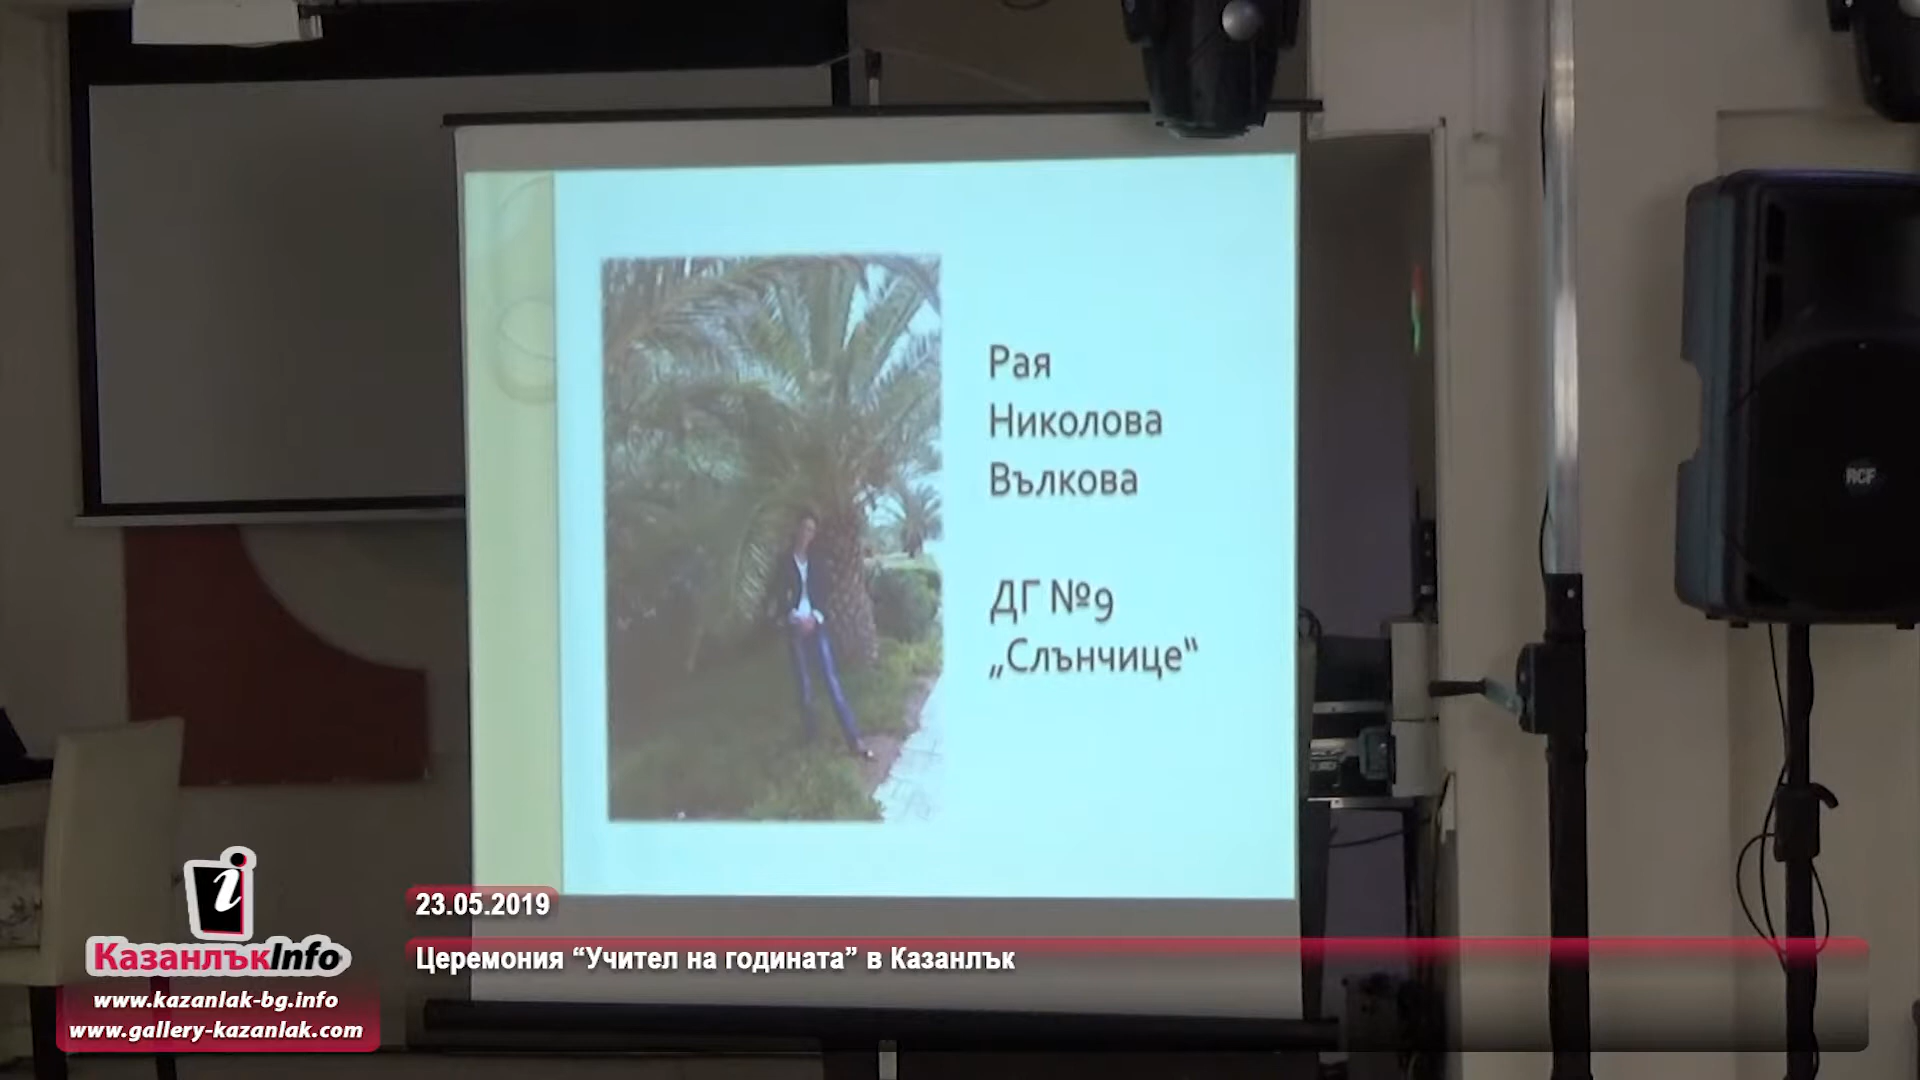 Рая
Николова
Вълкова
ДГ №9
„Слънчице“
RCF
23.05.2019
Церемония “Учител на годината” в Казанлък
i
КазанлъкInfo
www.kazanlak-bg.info
www.gallery-kazanlak.com